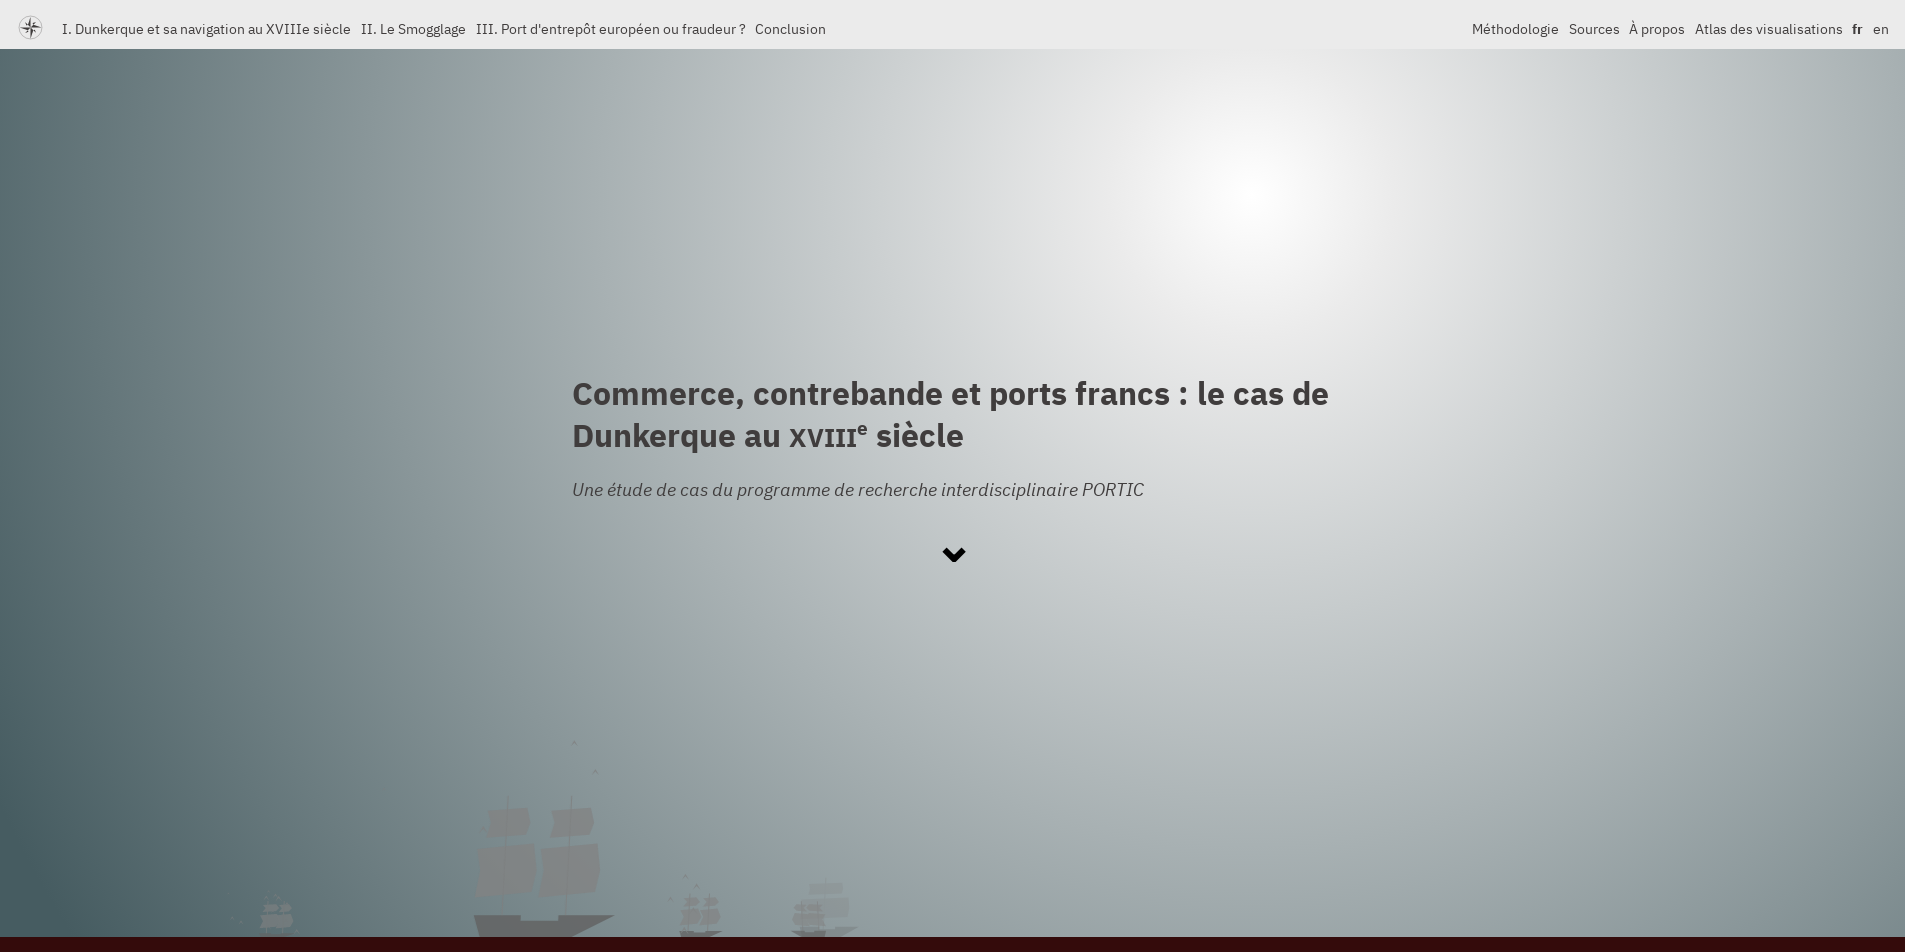 I. Dunkerque et sa navigation au XVIIIe siècle II. Le Smogglage III. Port d'entrepôt européen ou fraudeur ? Conclusion Méthodologie Sources À propos Atlas des visualisations fr en
Commerce, contrebande et ports francs : le cas de
Dunkerque au XVIIIe siècle
Une étude de cas du programme de recherche interdisciplinaire PORTIC